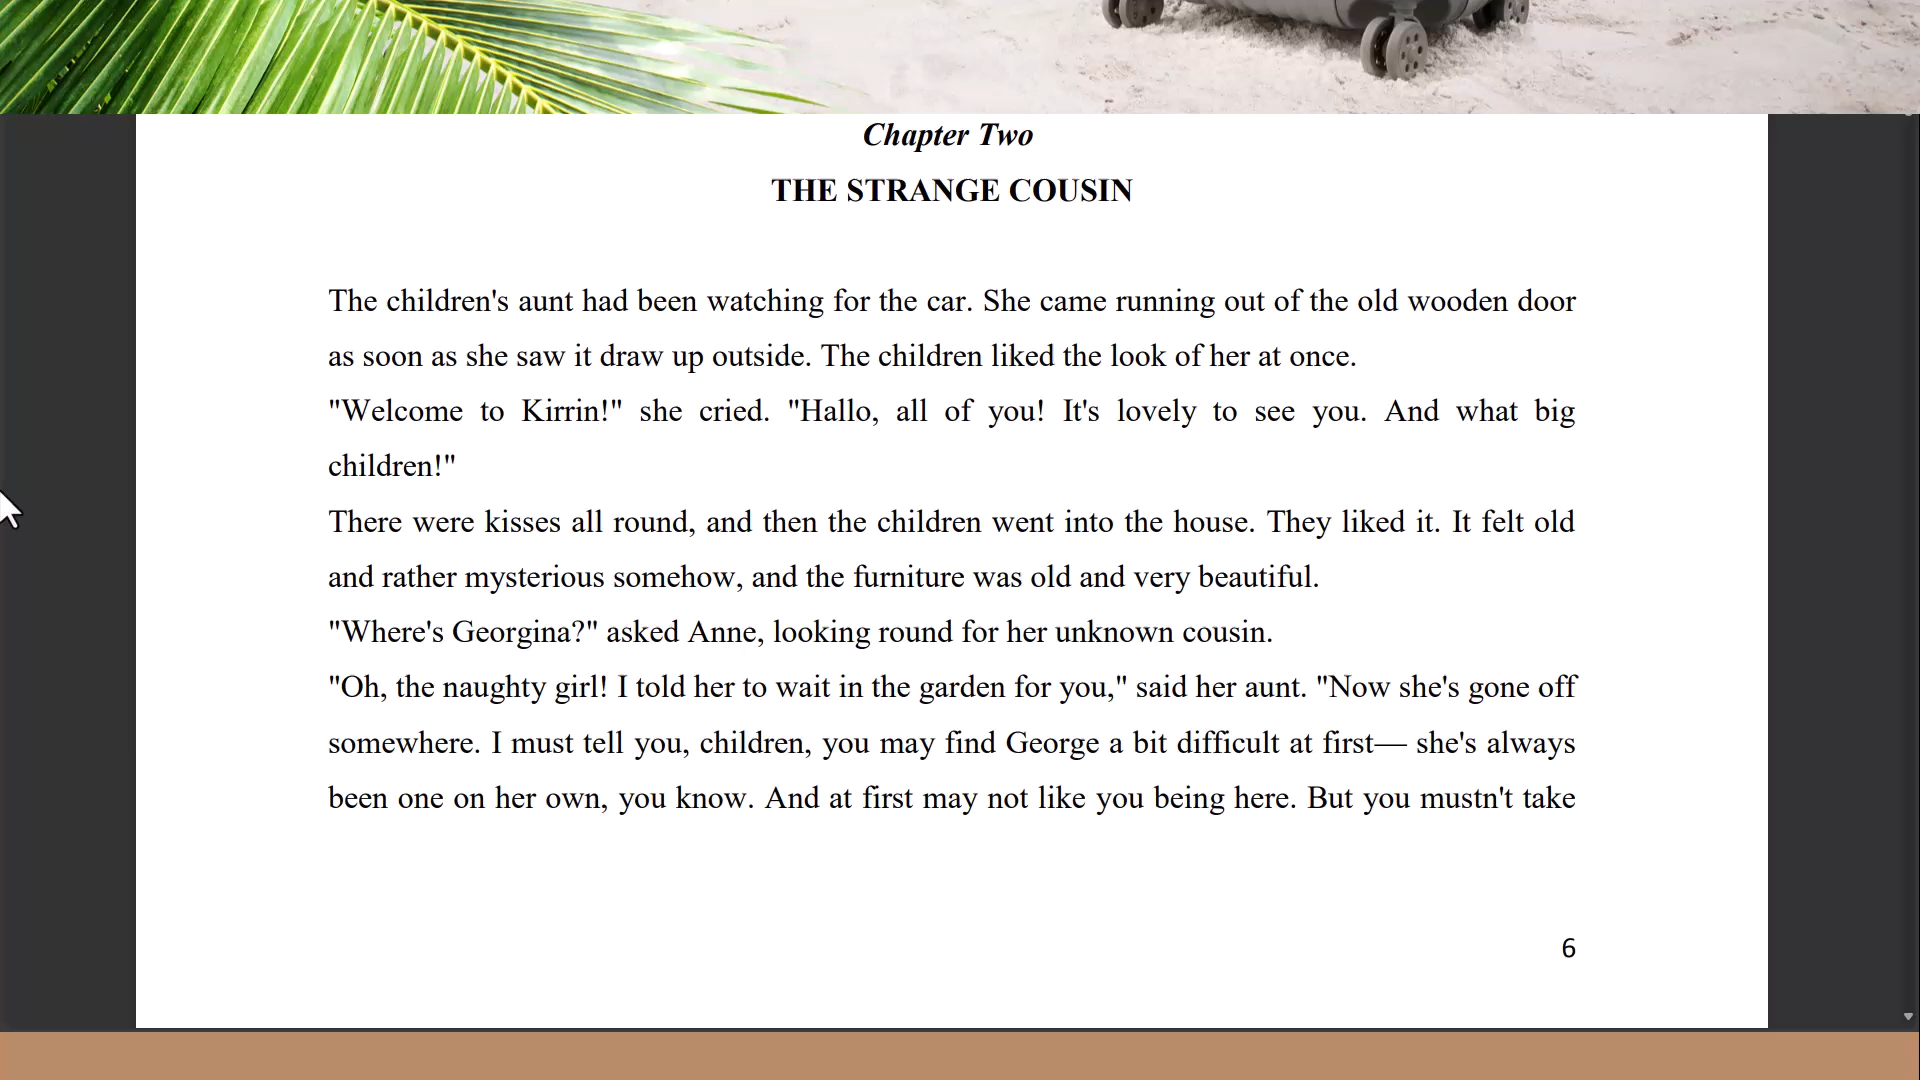 Chapter Two
THE STRANGE COUSIN
The children's aunt had been watching for the car. She came running out of the old wooden door
as soon as she saw it draw up outside. The children liked the look of her at once.
"Welcome to Kirrin!" she cried. "Hallo, all of you! It's lovely to see you. And what big
children!"
There were kisses all round, and then the children went into the house. They liked it. It felt old
and rather mysterious somehow, and the furniture was old and very beautiful.
"Where's Georgina?" asked Anne, looking round for her unknown cousin.
"Oh, the naughty girl! I told her to wait in the garden for you," said her aunt. "Now she's gone off
somewhere. I must tell you, children, you may find George a bit difficult at first— she's always
been one on her own, you know. And at first may not like you being here. But you mustn't take
6